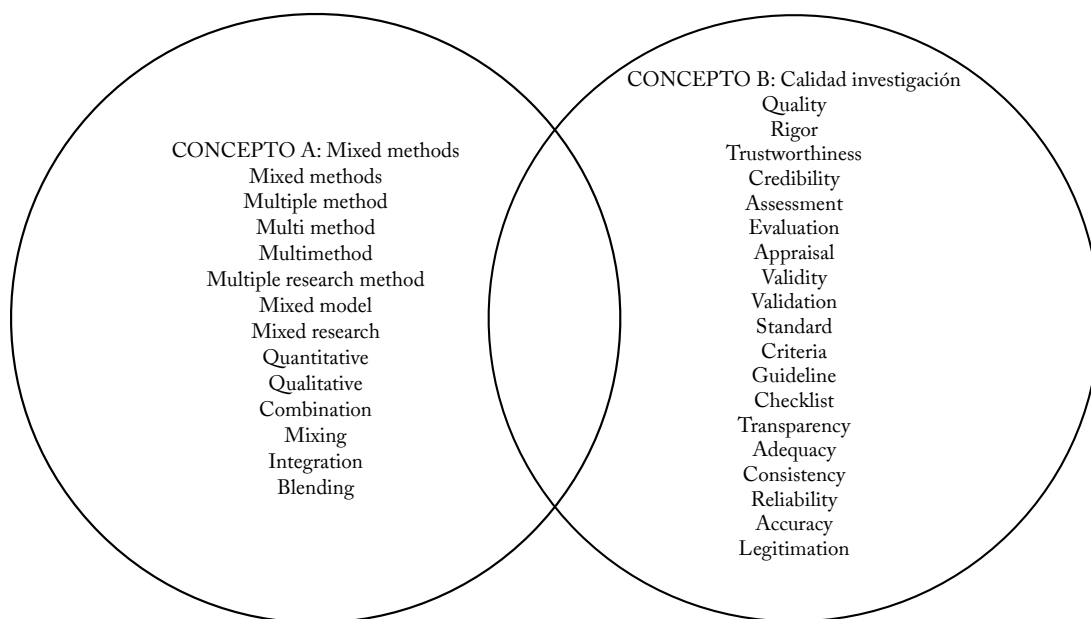 CONCEPTO A: Mixed methods
Mixed methods
Multiple method
Multi method
Multimethod
Multiple research method
Mixed model
Mixed research
Quantitative
Qualitative
Combination
Mixing
Integration
Blending
CONCEPTO B: Calidad investigación
Quality
Rigor
Trustworthiness
Credibility
Assessment
Evaluation
Appraisal
Validity
Validation
Standard
Criteria
Guideline
Checklist
Transparency
Adequacy
Consistency
Reliability
Accuracy
Legitimation